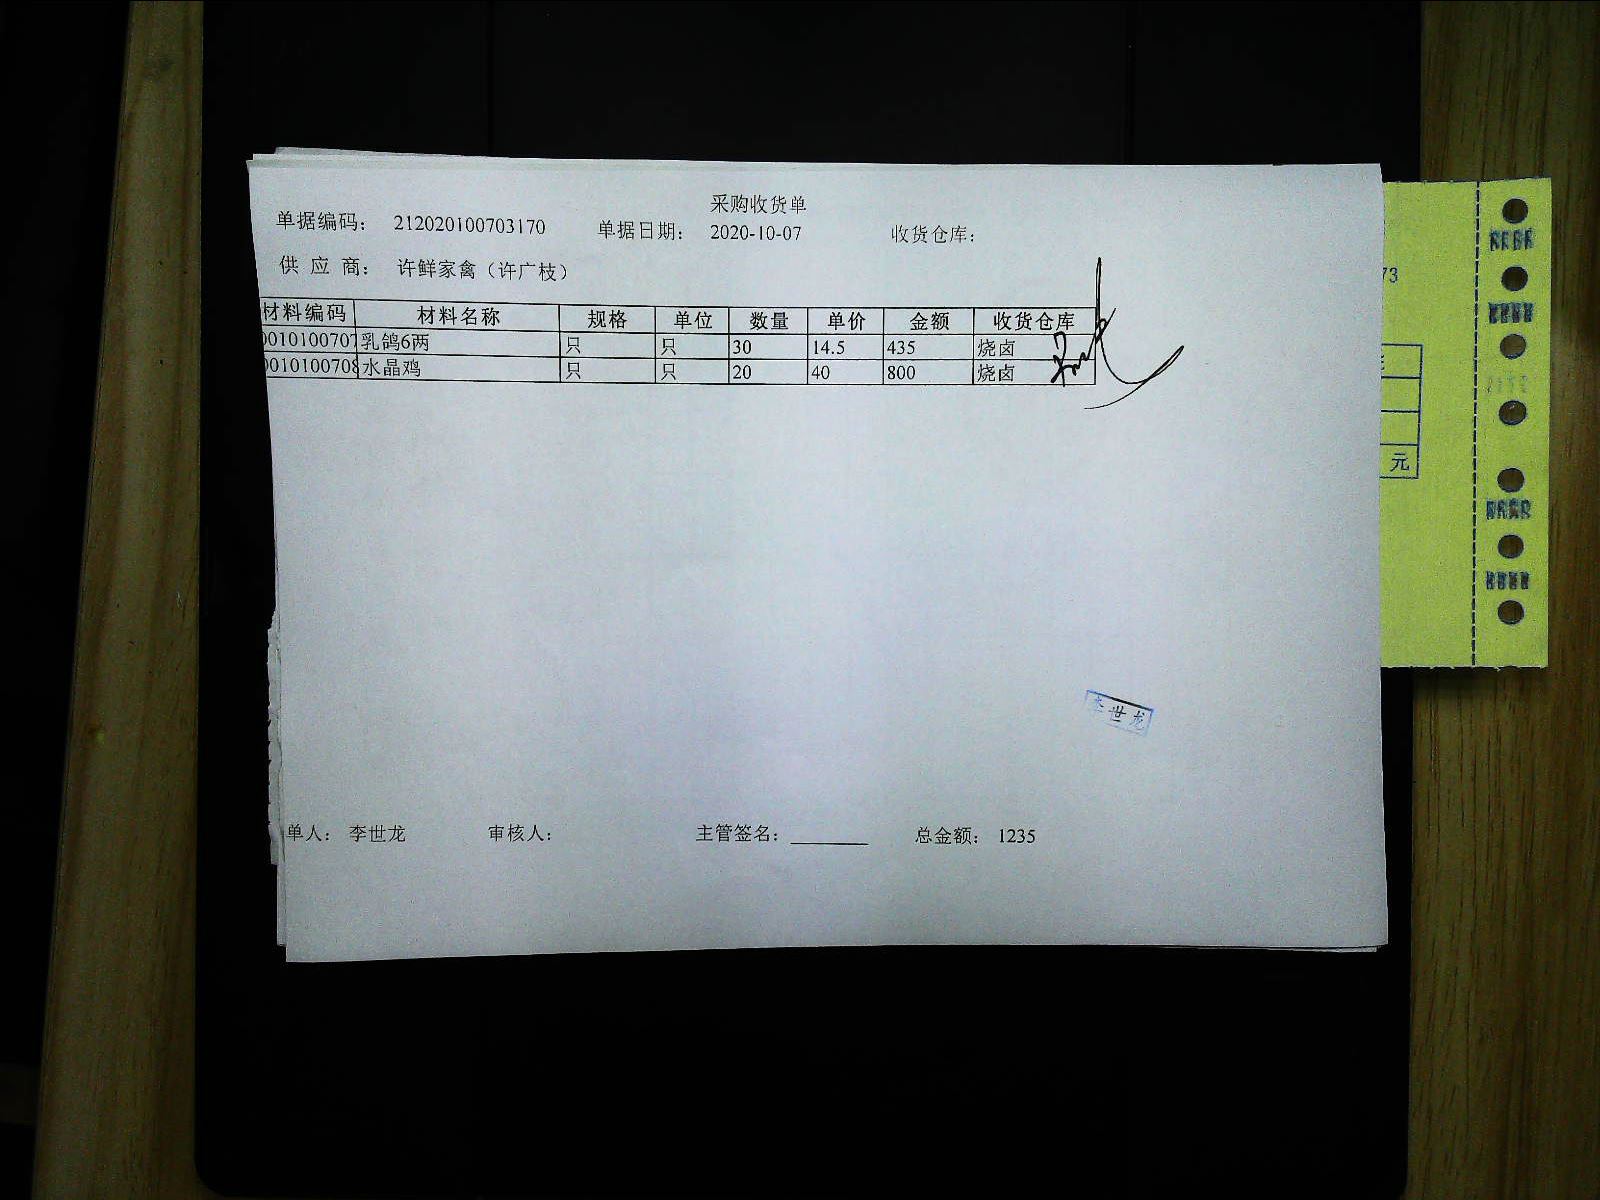 采购收货单
单据编码： 212020100703170 单据日期： 2020-10-07 收货仓库：
供 应 商： 许鲜家禽（许广枝）
材料编码 材料名称 规格 单位 数量 单价 金额 收货仓库
0010100707 乳鸽6两 只 只 30 14.5 435 烧卤
0010100708 水晶鸡 只 只 20 40 800 烧卤
李世龙
单人： 李世龙 审核人： 主管签名： 总金额： 1235
73
元